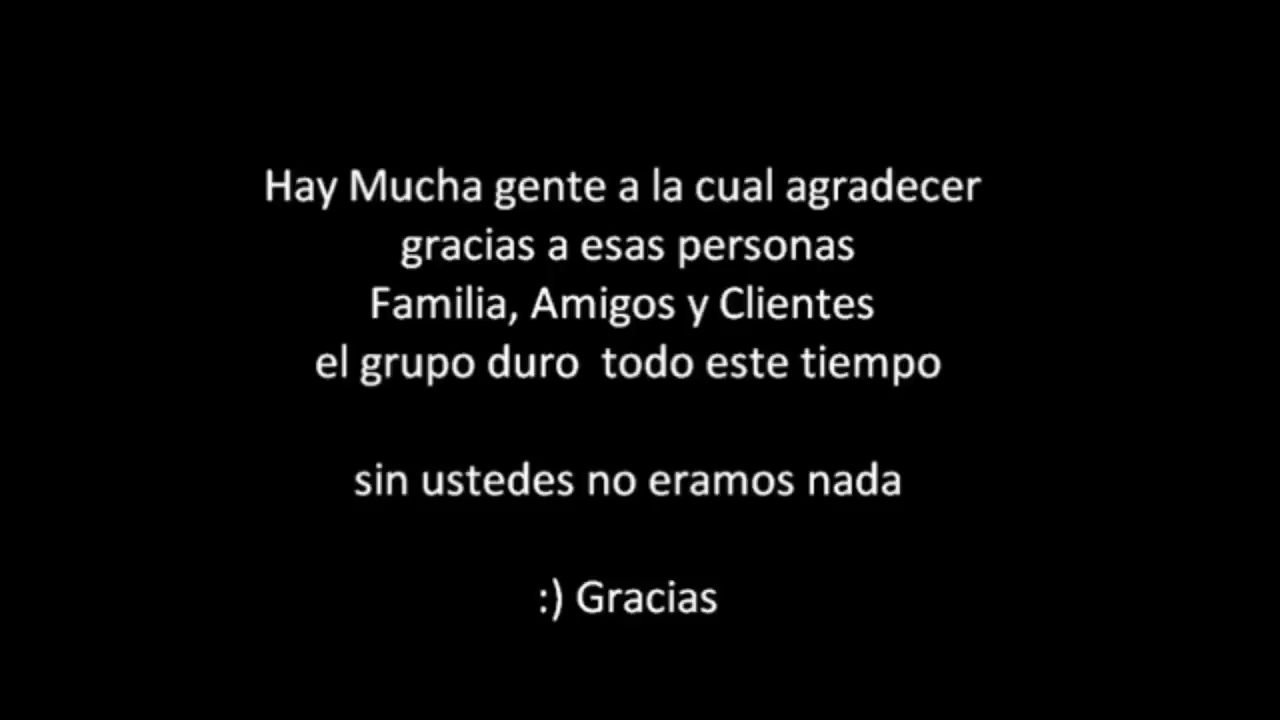 Hay Mucha gente a la cual agradecer
gracias a esas personas
Familia, Amigos y Clientes
el grupo duro  todo este tiempo
sin ustedes no eramos nada
:) Gracias